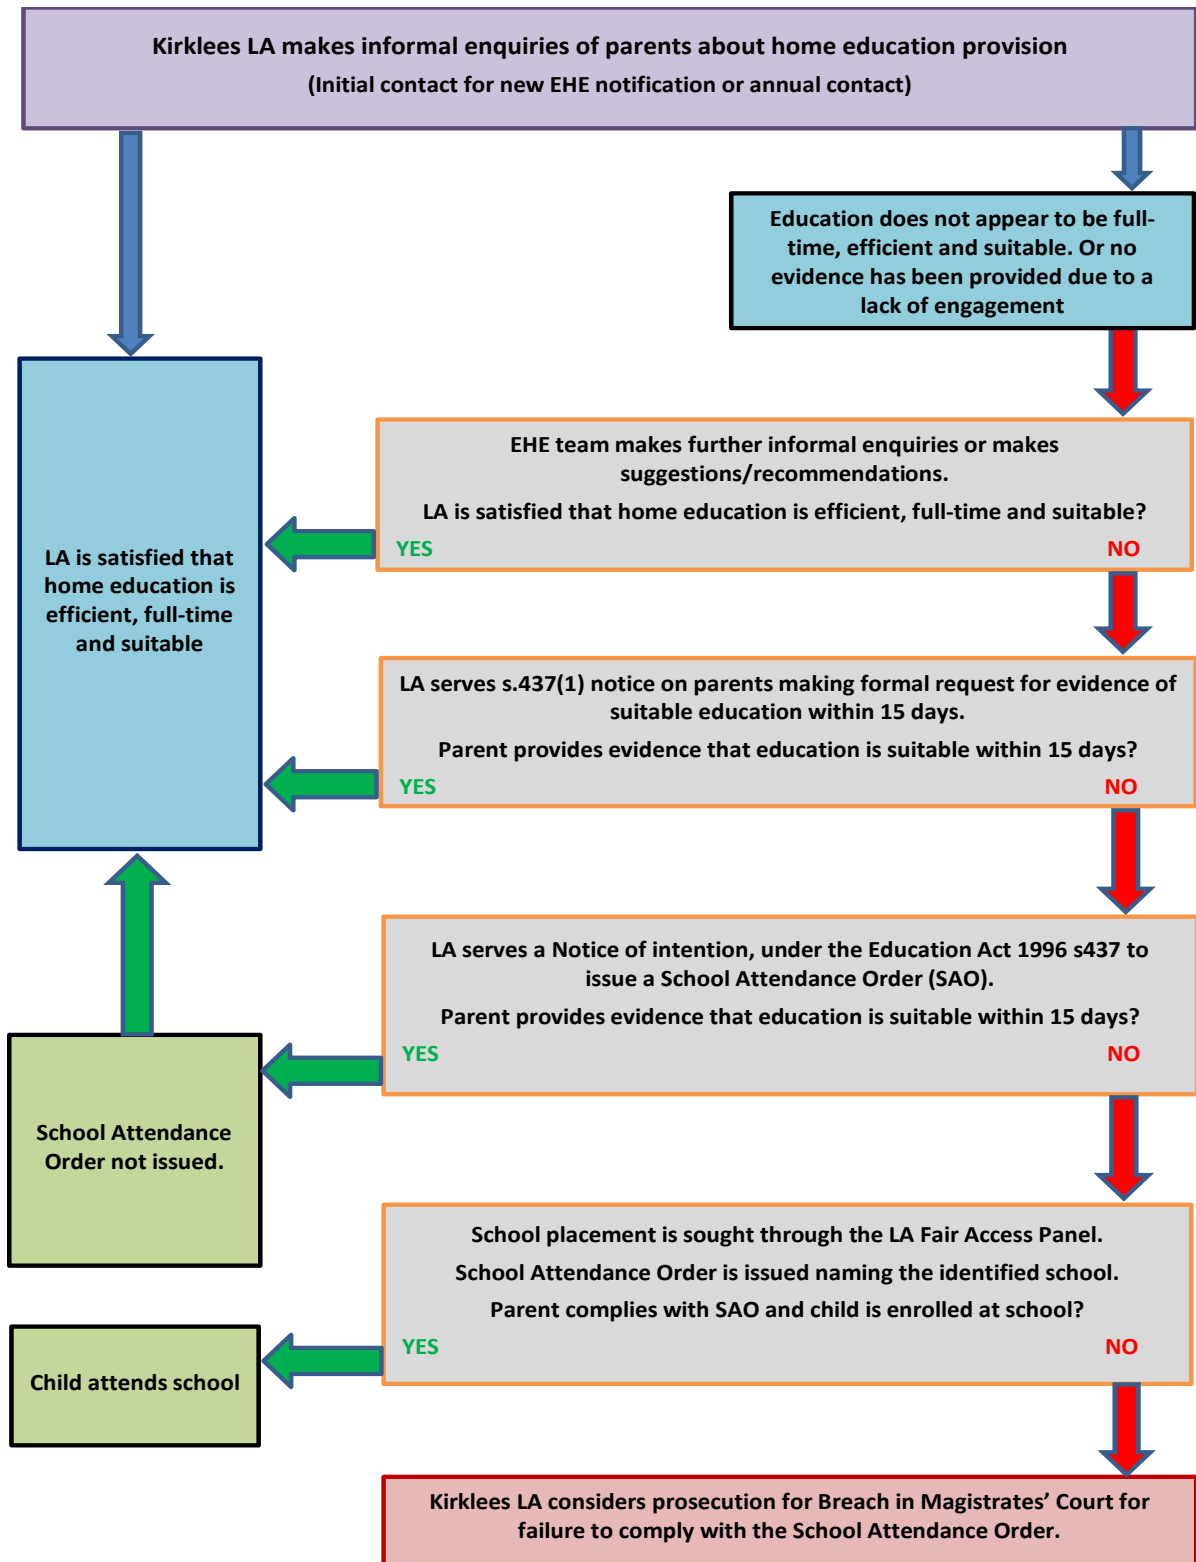 Kirklees LA makes informal enquiries of parents about home education provision
(Initial contact for new EHE notification or annual contact)
Education does not appear to be full-
time, efficient and suitable. Or no
evidence has been provided due to a
lack of engagement
EHE team makes further informal enquiries or makes
suggestions/recommendations.
LA is satisfied that home education is efficient, full-time and suitable?
YES NO
LA is satisfied that
home education is
efficient, full-time
and suitable
LA serves s.437(1) notice on parents making formal request for evidence of
suitable education within 15 days.
Parent provides evidence that education is suitable within 15 days?
YES NO
LA serves a Notice of intention, under the Education Act 1996 s437 to
issue a School Attendance Order (SAO).
Parent provides evidence that education is suitable within 15 days?
YES NO
School Attendance
Order not issued.
School placement is sought through the LA Fair Access Panel.
School Attendance Order is issued naming the identified school.
Parent complies with SAO and child is enrolled at school?
YES NO
Child attends school
Kirklees LA considers prosecution for Breach in Magistrates’ Court for
failure to comply with the School Attendance Order.